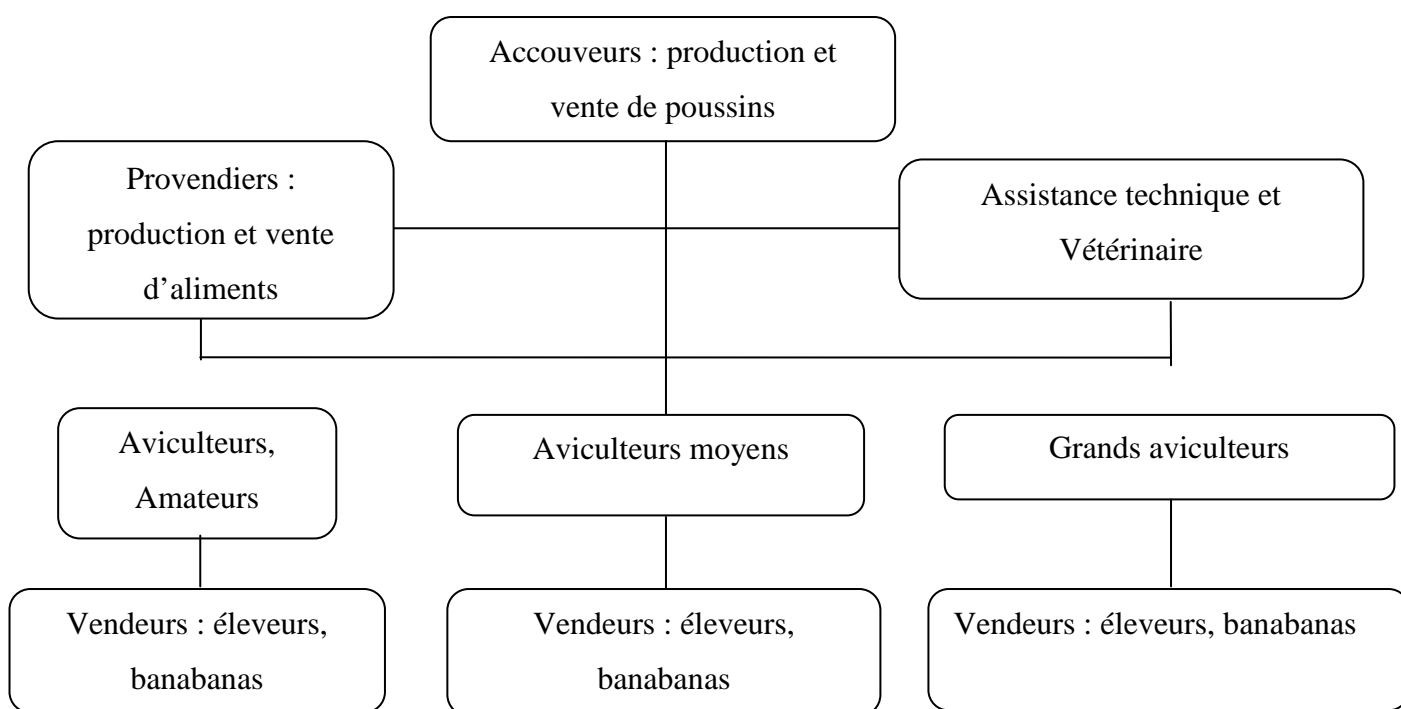 Accouveurs : production et
vente de poussins
Provendiers :
production et vente
d’aliments
Assistance technique et
Vétérinaire
Aviculteurs,
Amateurs
Aviculteurs moyens
Grands aviculteurs
Vendeurs : éleveurs,
banabanas
Vendeurs : éleveurs,
banabanas
Vendeurs : éleveurs, banabanas